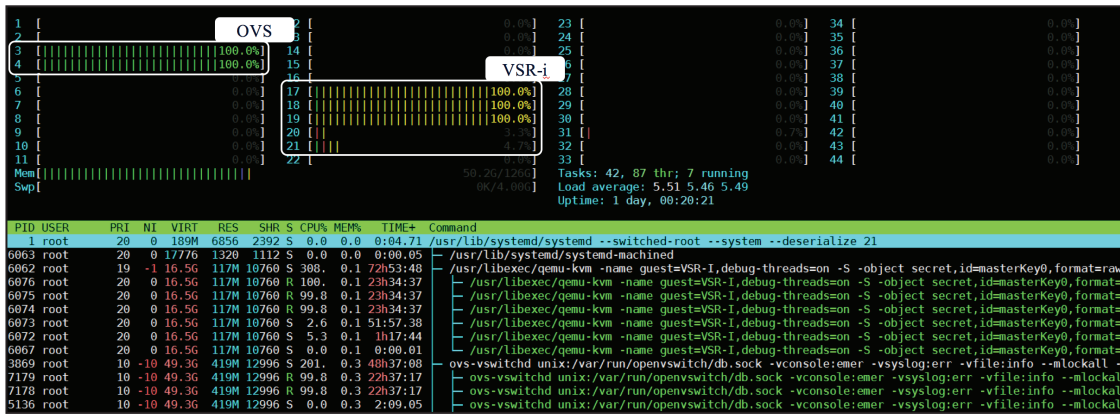 OVS
VSR-i
1 [ 2 [ 0.0%] 23 [ 0.0%] 34 [ 0.0%]
2 3 [ 0.0%] 24 [ 0.0%] 35 [ 0.0%]
3 [||||||||||||||||||||||||||100.0%] 14 [ 0.0%] 25 [ 0.0%] 36 [ 0.0%]
4 [||||||||||||||||||||||||||100.0%] 15 [ 6 [ 0.0%] 37 [ 0.0%]
5 [ 0.0%] 16 7 [ 0.0%] 38 [ 0.0%]
6 [ 0.0%] 17 [||||||||||||||||||||||||||100.0%] 28 [ 0.0%] 39 [ 0.0%]
7 [ 0.0%] 18 [||||||||||||||||||||||||||100.0%] 29 [ 0.0%] 40 [ 0.0%]
8 [ 0.0%] 19 [||||||||||||||||||||||||||100.0%] 30 [ 0.0%] 41 [ 0.0%]
9 [ 0.0%] 20 [|| 3.3%] 31 [| 0.7%] 42 [ 0.0%]
10 [ 0.0%] 21 [|||| 4.7%] 32 [ 0.0%] 43 [ 0.0%]
11 [ 0.0%] 22 [ 0.0%] 33 [ 0.0%] 44 [ 0.0%]
Mem[||||||||||||||||||||||||||||||| 50.2G/126G] Tasks: 42, 87 thr; 7 running
Swp[ 0K/4.00G] Load average: 5.51 5.46 5.49
Uptime: 1 day, 00:20:21
PID USER PRI NI VIRT RES SHR S CPU% MEM% TIME+ Command
1 root 20 0 189M 6856 2392 S 0.0 0.0 0:04.71 /usr/lib/systemd/systemd --switched-root --system --deserialize 21
6063 root 20 0 17776 1320 1112 S 0.0 0.0 0:00.05 ├─ /usr/lib/systemd/systemd-machined
6062 root 19 -1 16.5G 117M 10760 S 308. 0.1 72h53:48 ├─ /usr/libexec/qemu-kvm -name guest=VSR-I,debug-threads=on -S -object secret,id=masterKey0,format=raw
6076 root 20 0 16.5G 117M 10760 R 100. 0.1 23h34:37 │ ├─ /usr/libexec/qemu-kvm -name guest=VSR-I,debug-threads=on -S -object secret,id=masterKey0,format=
6075 root 20 0 16.5G 117M 10760 R 99.8 0.1 23h34:37 │ ├─ /usr/libexec/qemu-kvm -name guest=VSR-I,debug-threads=on -S -object secret,id=masterKey0,format=
6074 root 20 0 16.5G 117M 10760 R 99.8 0.1 23h34:37 │ ├─ /usr/libexec/qemu-kvm -name guest=VSR-I,debug-threads=on -S -object secret,id=masterKey0,format=
6073 root 20 0 16.5G 117M 10760 S 2.6 0.1 51:57.38 │ ├─ /usr/libexec/qemu-kvm -name guest=VSR-I,debug-threads=on -S -object secret,id=masterKey0,format=
6072 root 20 0 16.5G 117M 10760 S 5.3 0.1 1h17:44 │ ├─ /usr/libexec/qemu-kvm -name guest=VSR-I,debug-threads=on -S -object secret,id=masterKey0,format=
6067 root 20 0 16.5G 117M 10760 S 0.0 0.1 0:00.01 │ └─ /usr/libexec/qemu-kvm -name guest=VSR-I,debug-threads=on -S -object secret,id=masterKey0,format=
3869 root 10 -10 49.3G 419M 12996 S 201. 0.3 48h37:08 ├─ ovs-vswitchd unix:/var/run/openvswitch/db.sock -vconsole:emer -vsyslog:err -vfile:info --mlockall -
7179 root 10 -10 49.3G 419M 12996 R 99.8 0.3 22h37:17 │ ├─ ovs-vswitchd unix:/var/run/openvswitch/db.sock -vconsole:emer -vsyslog:err -vfile:info --mlockal
7178 root 10 -10 49.3G 419M 12996 R 99.8 0.3 22h37:17 │ ├─ ovs-vswitchd unix:/var/run/openvswitch/db.sock -vconsole:emer -vsyslog:err -vfile:info --mlockal
5136 root 10 -10 49.3G 419M 12996 S 0.0 0.3 2:09.05 │ ├─ ovs-vswitchd unix:/var/run/openvswitch/db.sock -vconsole:emer -vsyslog:err -vfile:info --mlockal